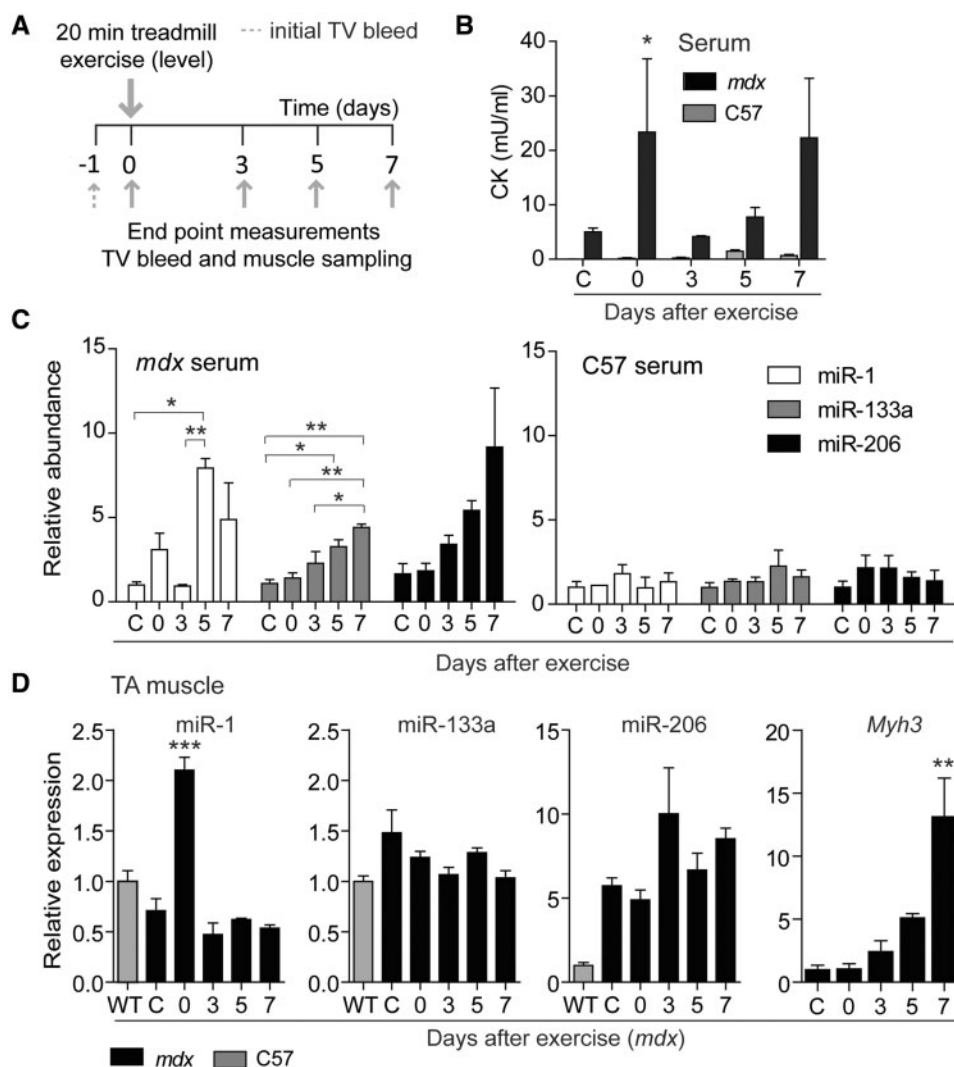 A
20 min treadmill
exercise (level)
initial TV bleed
Time (days)
-1 0 3 5 7
End point measurements
TV bleed and muscle sampling
B
Serum
*
mdx
C57
CK (mU/ml)
40
30
20
10
0
C 0 3 5 7
Days after exercise
C
mdx serum
Relative abundance
15
10
5
0
* ** ** * ** *
C 0 3 5 7 C 0 3 5 7 C 0 3 5 7
C57 serum
15
10
5
0
miR-1
miR-133a
miR-206
C 0 3 5 7 C 0 3 5 7 C 0 3 5 7
Days after exercise
D
TA muscle
Relative expression
miR-1
2.5
2.0
1.5
1.0
0.5
0.0
***
WT C 0 3 5 7
miR-133a
2.5
2.0
1.5
1.0
0.5
0.0
WT C 0 3 5 7
miR-206
15
10
5
0
WT C 0 3 5 7
Myh3
20
15
10
5
0
**
C 0 3 5 7
Days after exercise (mdx)
mdx C57